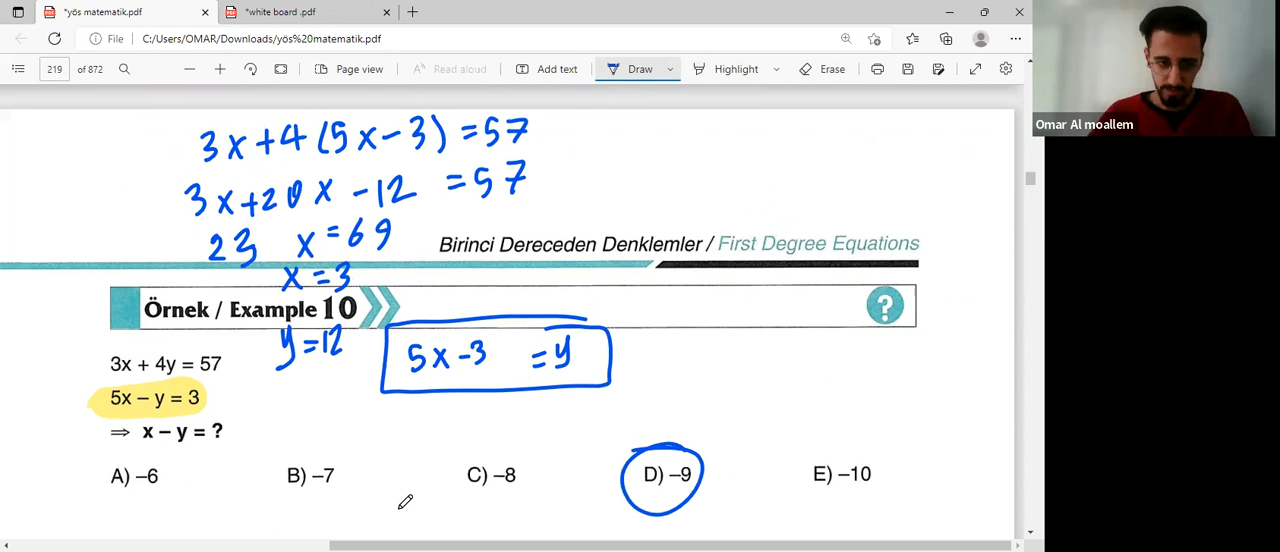 *yös matematik.pdf
*white board .pdf
File
C:/Users/OMAR/Downloads/yös%20matematik.pdf
219 of 872
Page view
Read aloud
Add text
Draw
Highlight
Erase
Omar Al moallem
3x+4(5x-3)=57
3x+20x-12=57
23 x=69
x=3
Birinci Dereceden Denklemler / First Degree Equations
Örnek / Example 10
?
y=12
5x-3 =y
3x + 4y = 57
5x – y = 3
⇒ x – y = ?
A) –6
B) –7
C) –8
D) –9
E) –10